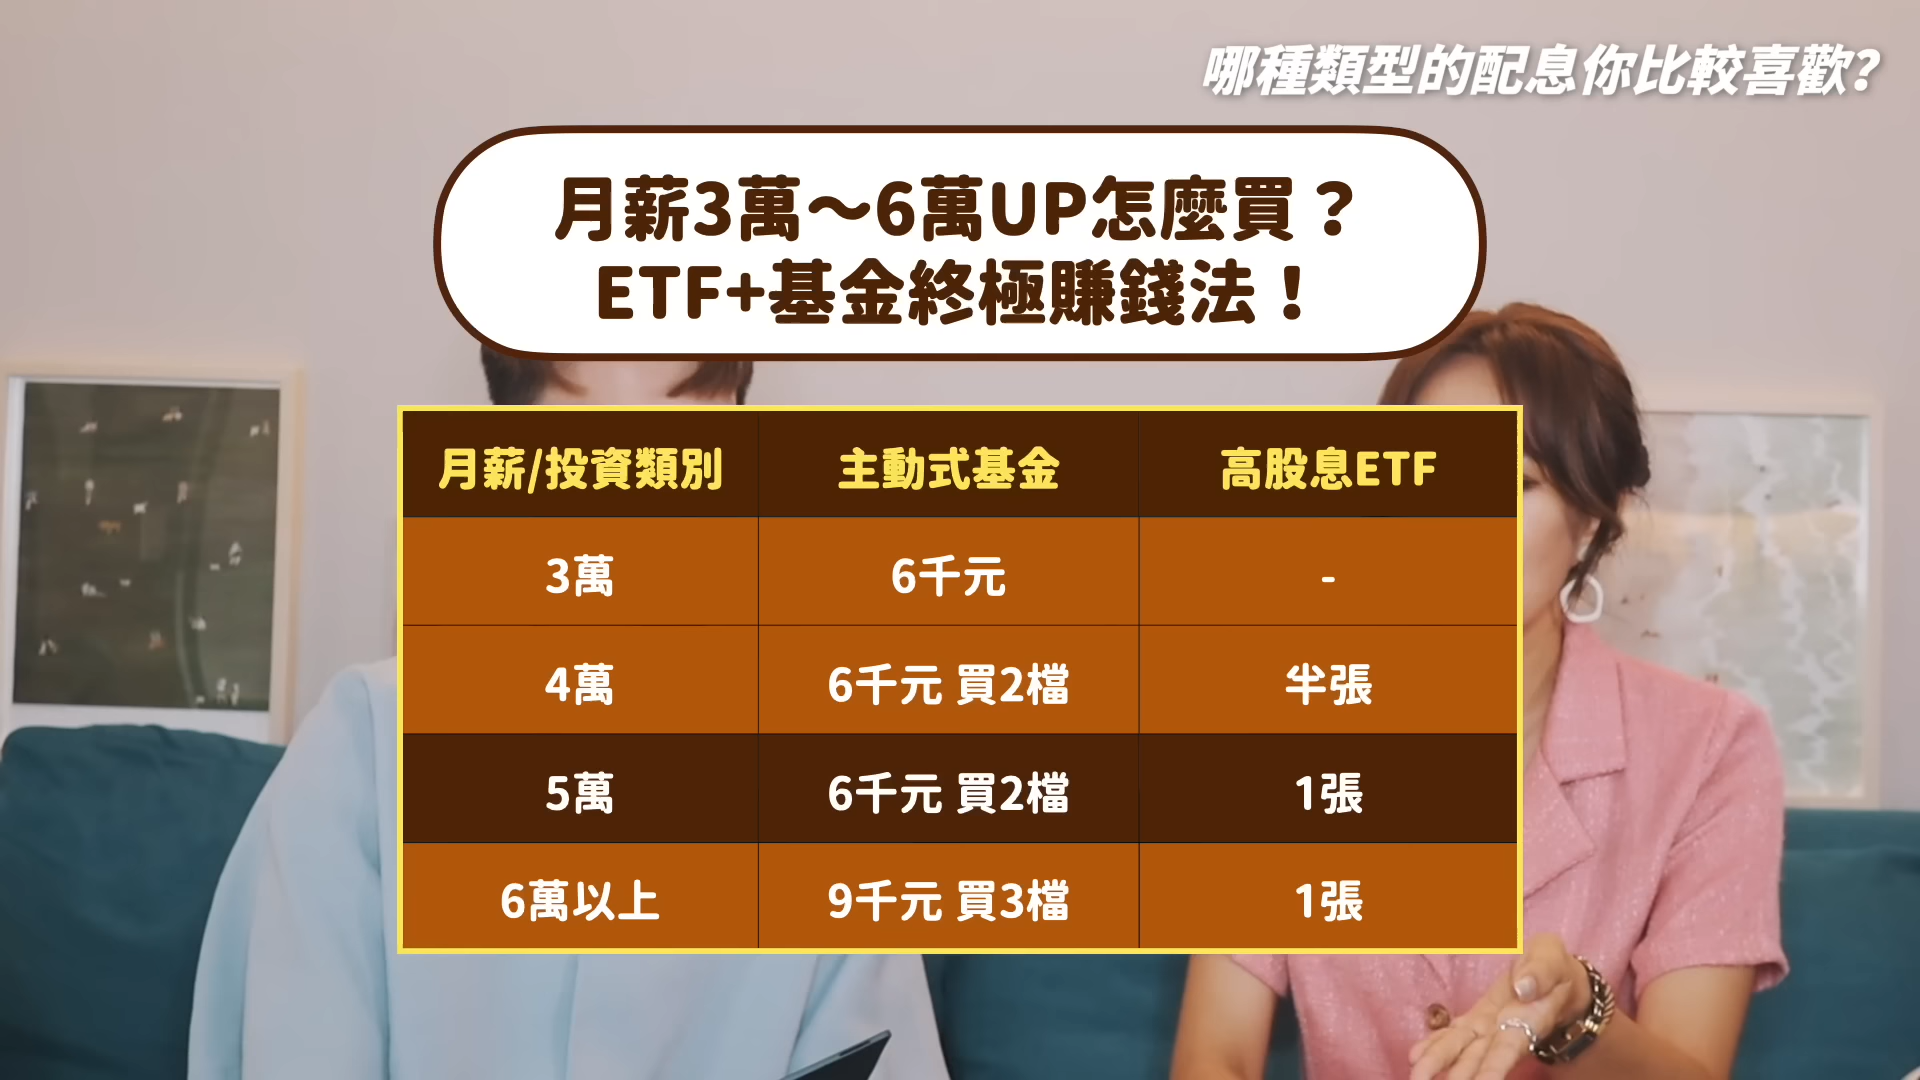 哪種類型的配息你比較喜歡?
月薪3萬～6萬UP怎麼買？
ETF+基金終極賺錢法！
月薪/投資類別 主動式基金 高股息ETF
3萬 6千元 -
4萬 6千元 買2檔 半張
5萬 6千元 買2檔 1張
6萬以上 9千元 買3檔 1張